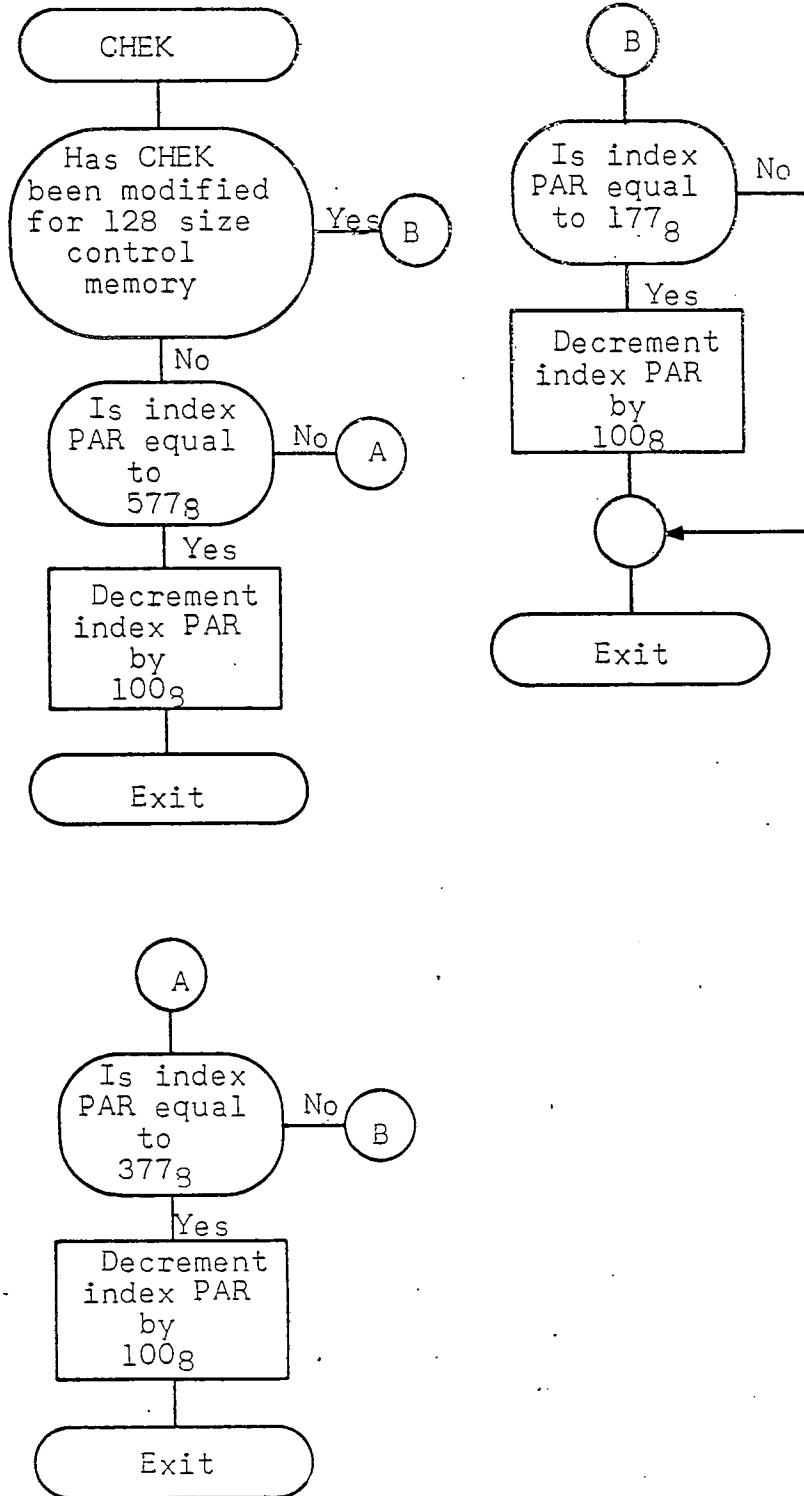 CHEK
Has CHEK
been modified
for 128 size
control
memory
Yes
B
No
Is index
PAR equal
to
577₈
No
A
Yes
Decrement
index PAR
by
100₈
Exit
B
Is index
PAR equal
to 177₈
No
Yes
Decrement
index PAR
by
100₈
Exit
A
Is index
PAR equal
to
377₈
No
B
Yes
Decrement
index PAR
by
100₈
Exit